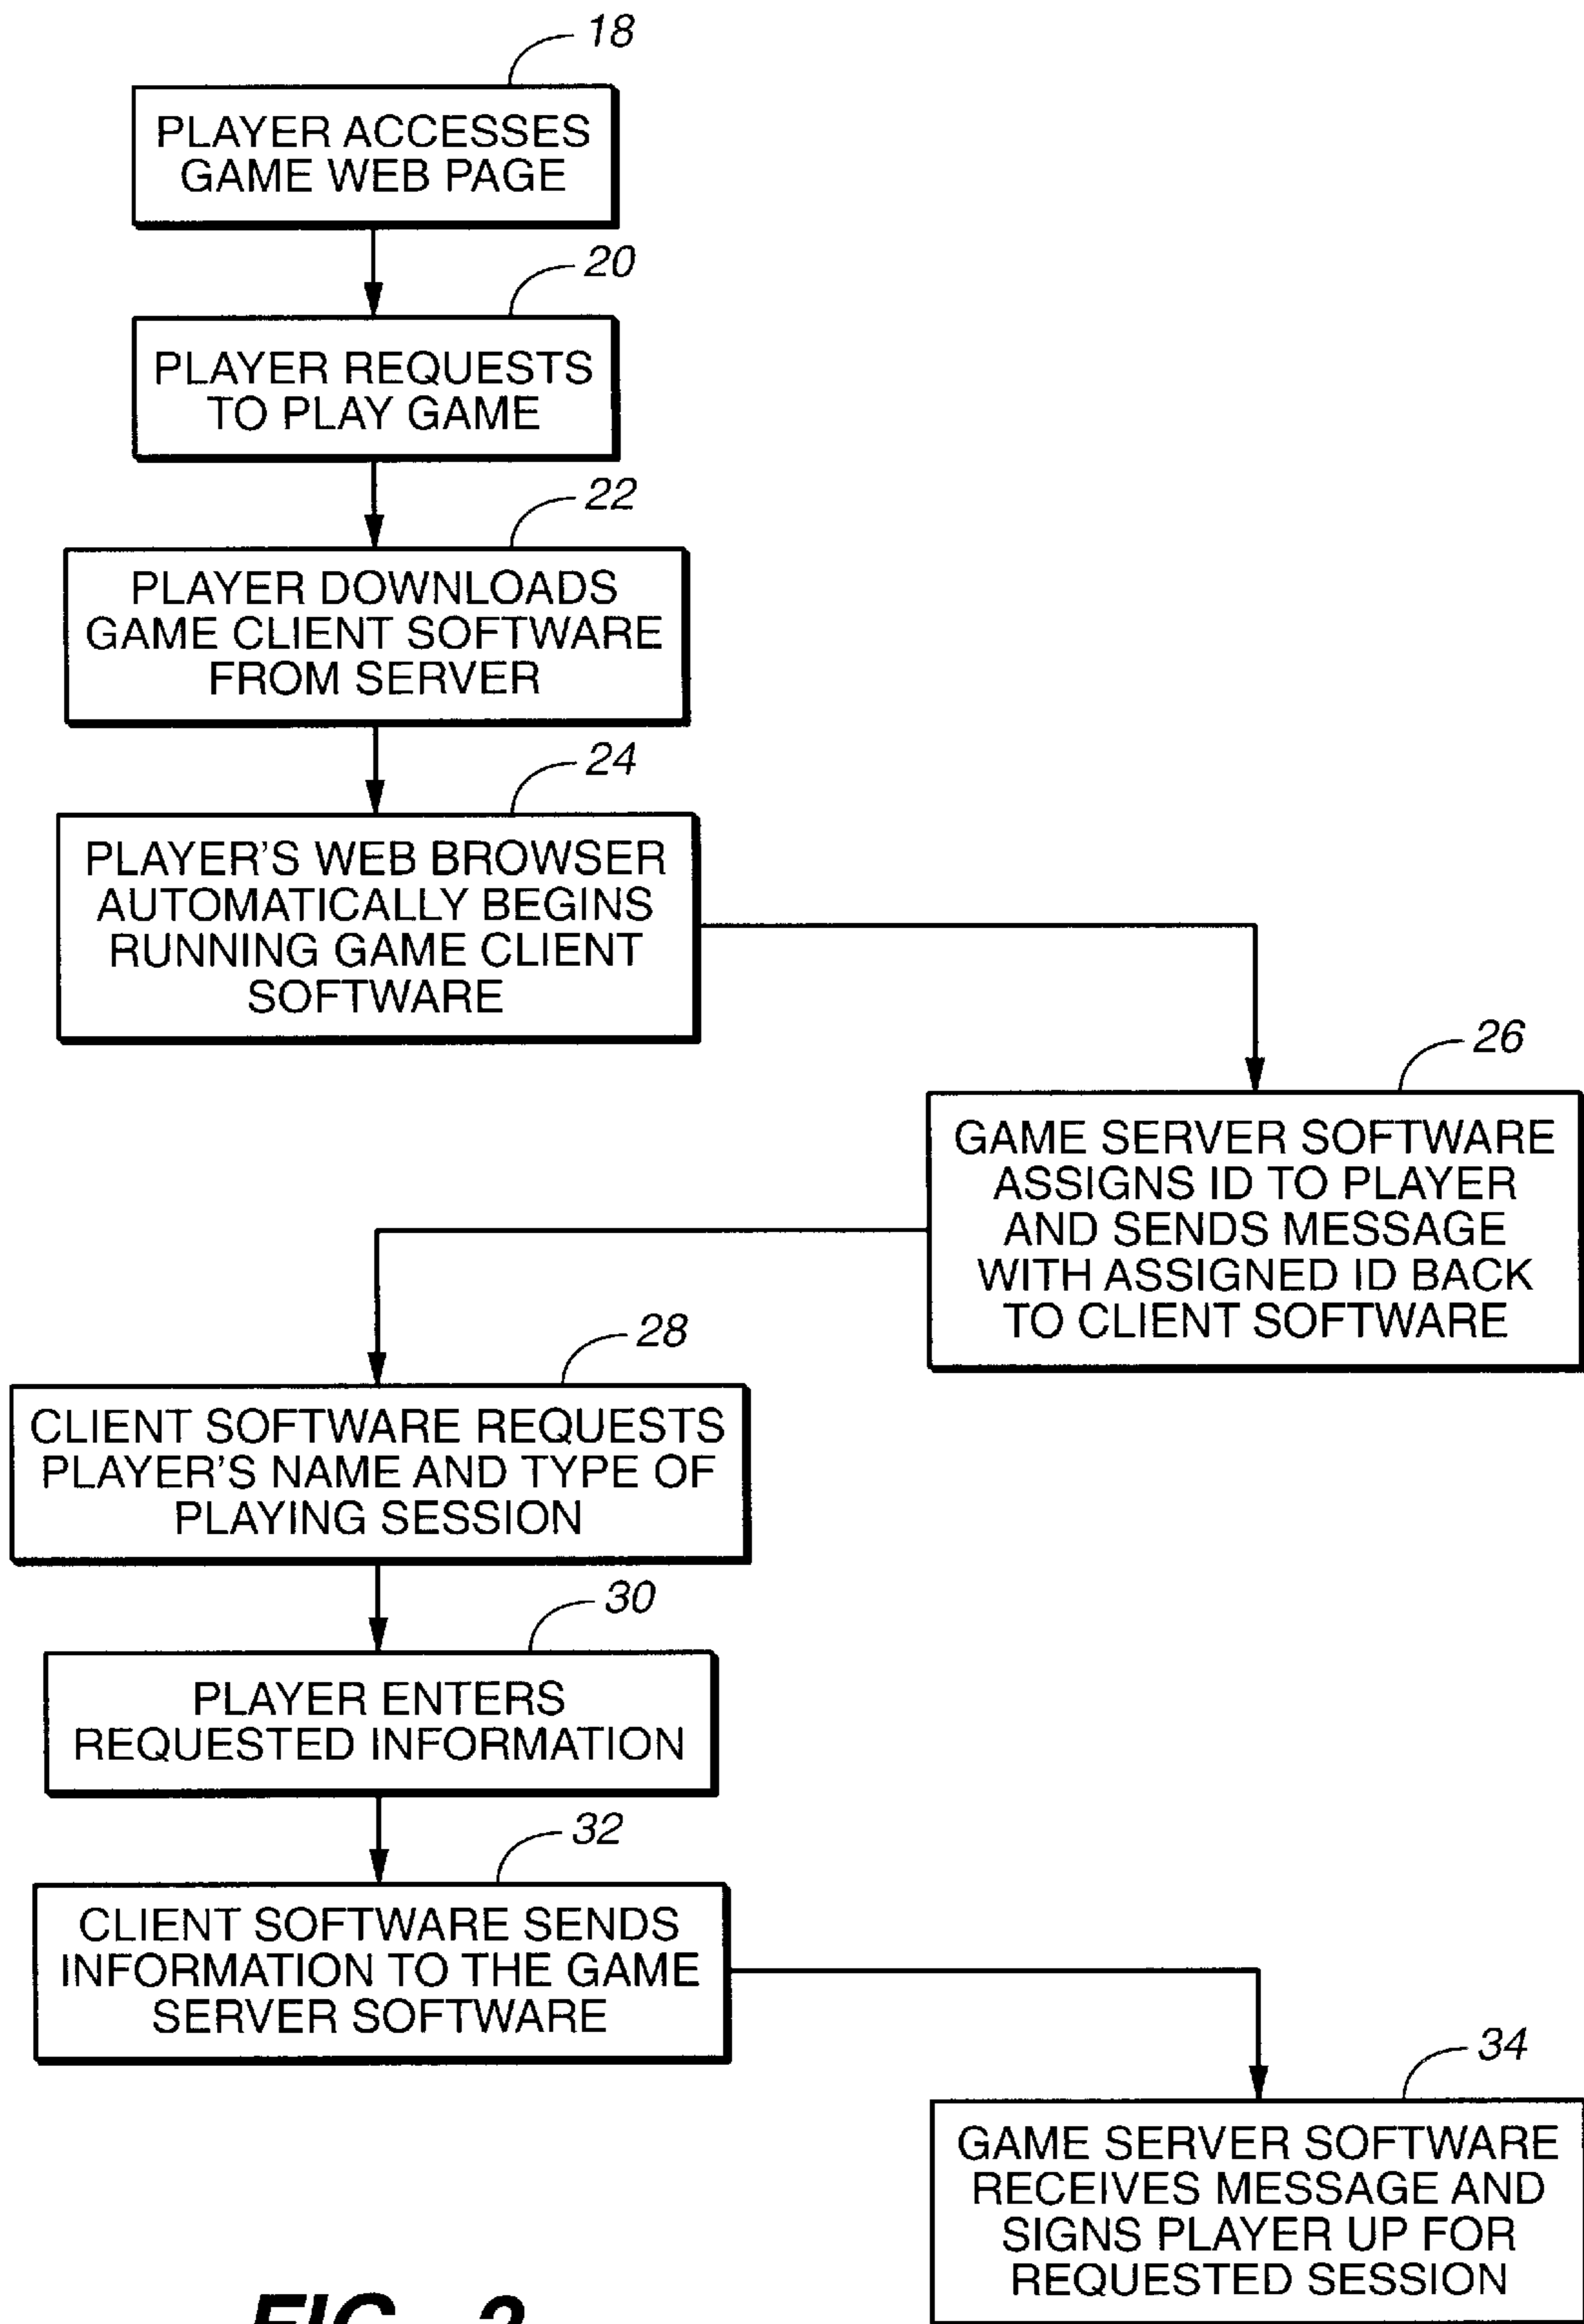 18
PLAYER ACCESSES
GAME WEB PAGE
20
PLAYER REQUESTS
TO PLAY GAME
22
PLAYER DOWNLOADS
GAME CLIENT SOFTWARE
FROM SERVER
24
PLAYER'S WEB BROWSER
AUTOMATICALLY BEGINS
RUNNING GAME CLIENT
SOFTWARE
26
GAME SERVER SOFTWARE
ASSIGNS ID TO PLAYER
AND SENDS MESSAGE
WITH ASSIGNED ID BACK
TO CLIENT SOFTWARE
28
CLIENT SOFTWARE REQUESTS
PLAYER'S NAME AND TYPE OF
PLAYING SESSION
30
PLAYER ENTERS
REQUESTED INFORMATION
32
CLIENT SOFTWARE SENDS
INFORMATION TO THE GAME
SERVER SOFTWARE
34
GAME SERVER SOFTWARE
RECEIVES MESSAGE AND
SIGNS PLAYER UP FOR
REQUESTED SESSION